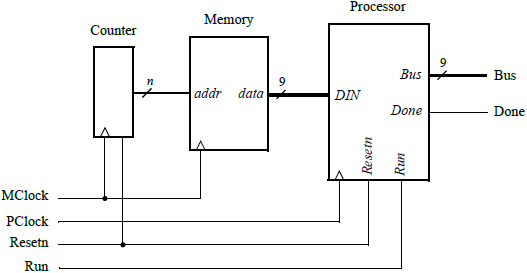 Counter
Memory
Processor
n
addr
data
9
DIN
Bus
9
Bus
Done
Done
Resetn
Run
MClock
PClock
Resetn
Run